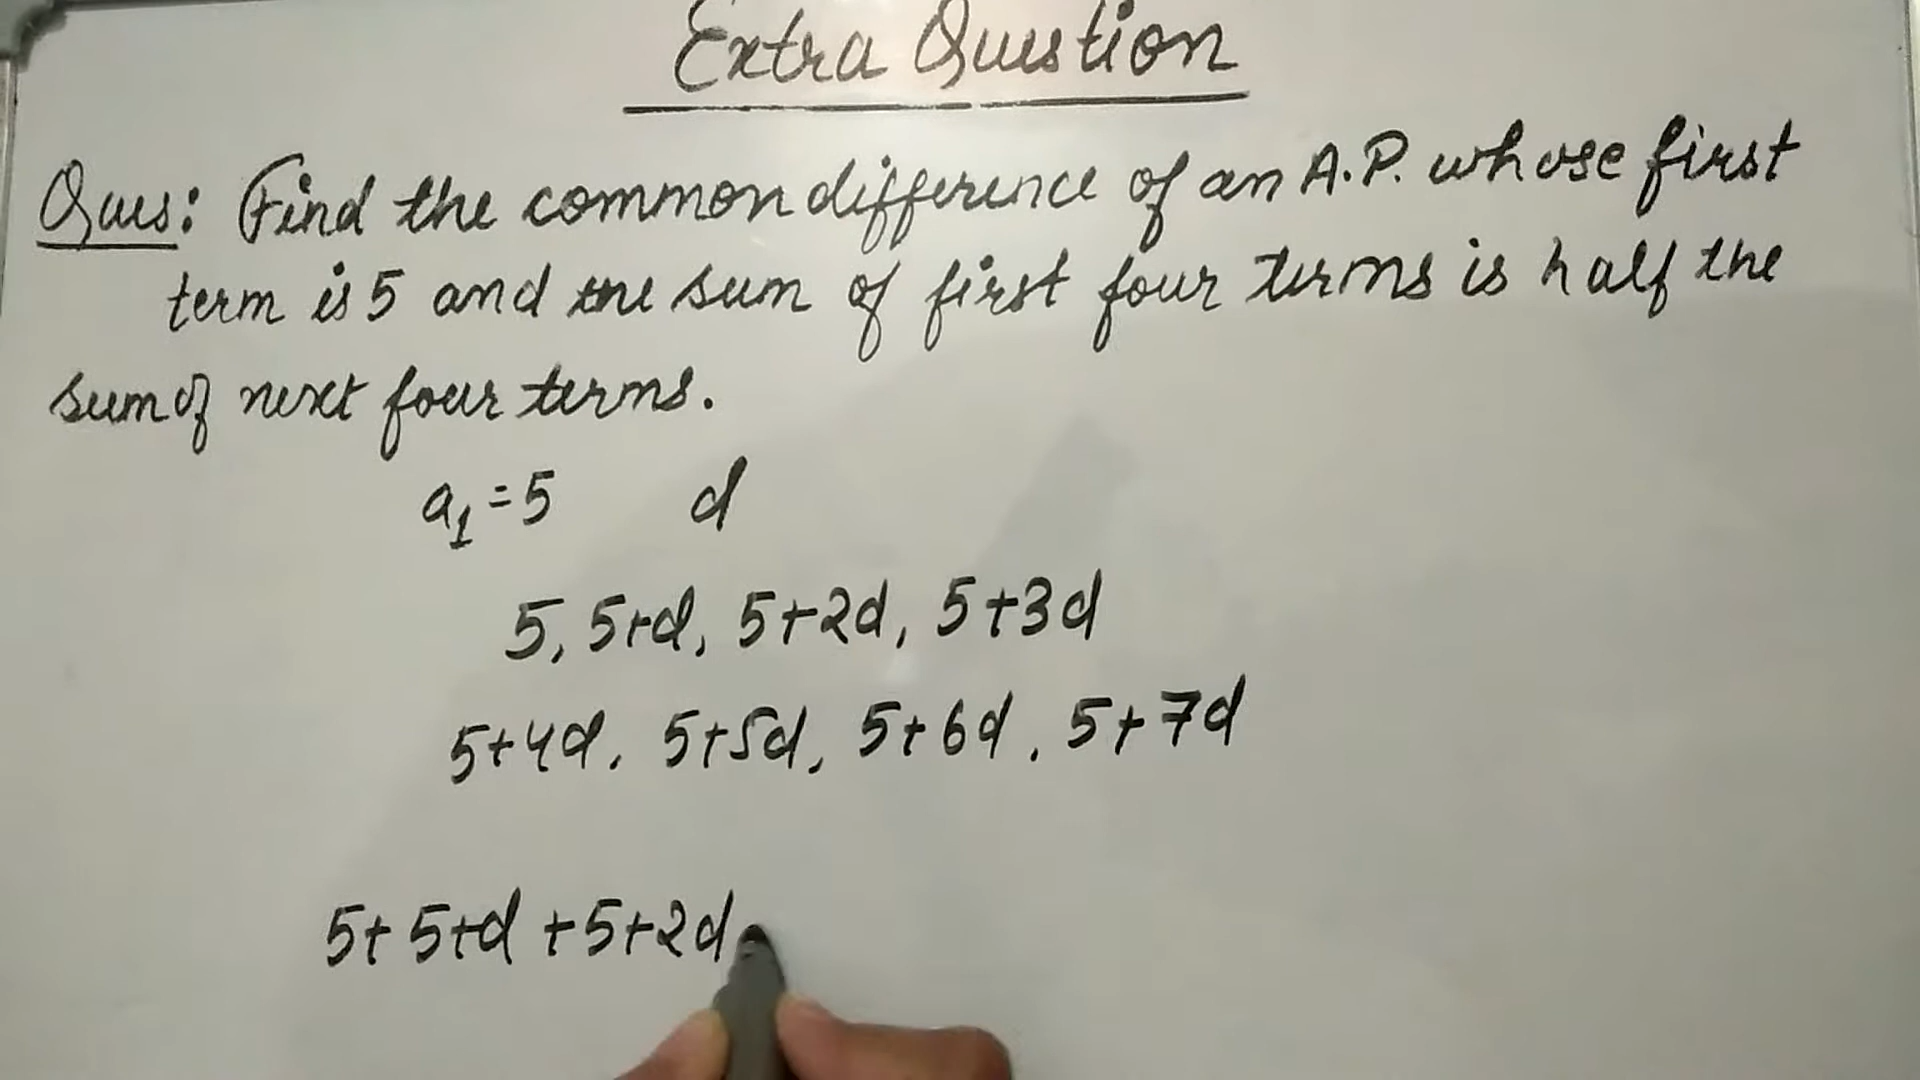 Extra Question
Ques: Find the common difference of an A.P. whose first
term is 5 and the sum of first four terms is half the
sum of next four terms.
a₁ = 5 d
5, 5+d, 5+2d, 5+3d
5+4d, 5+5d, 5+6d, 5+7d
5+ 5+d +5+2d